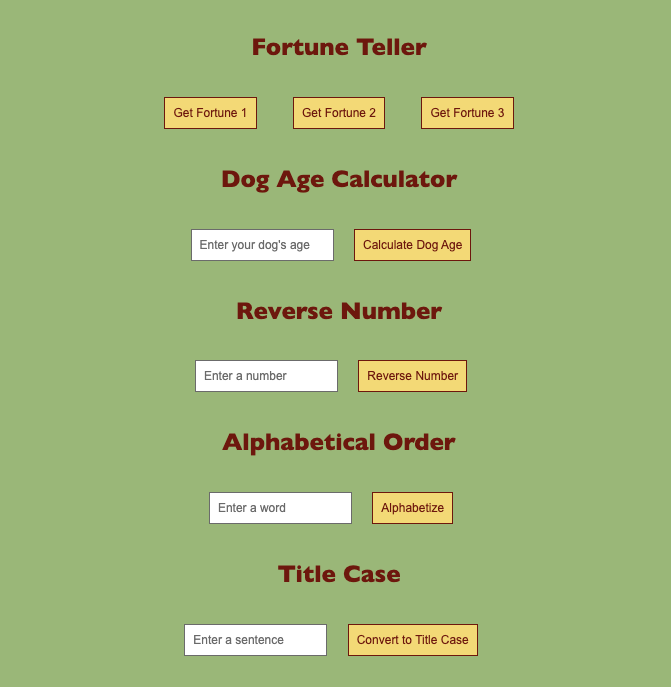 Fortune Teller
Get Fortune 1 Get Fortune 2 Get Fortune 3
Dog Age Calculator
Enter your dog's age Calculate Dog Age
Reverse Number
Enter a number Reverse Number
Alphabetical Order
Enter a word Alphabetize
Title Case
Enter a sentence Convert to Title Case